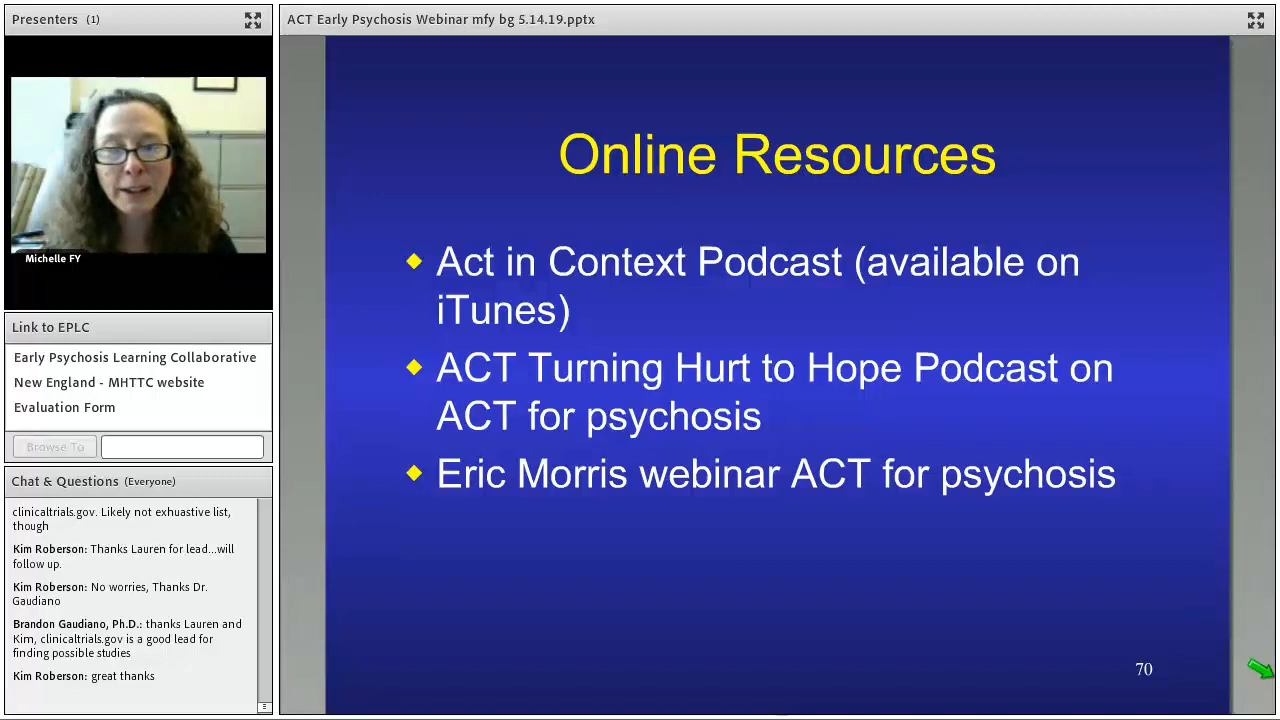 Presenters (1)
Michelle FY
Link to EPLC
Early Psychosis Learning Collaborative
New England - MHTTC website
Evaluation Form
Browse To
Chat & Questions (Everyone)
clinicaltrials.gov. Likely not exhuastive list,
though
Kim Roberson: Thanks Lauren for lead...will
follow up.
Kim Roberson: No worries, Thanks Dr.
Gaudiano
Brandon Gaudiano, Ph.D.: thanks Lauren and
Kim, clinicaltrials.gov is a good lead for
finding possible studies
Kim Roberson: great thanks
ACT Early Psychosis Webinar mfy bg 5.14.19.pptx
Online Resources
Act in Context Podcast (available on
iTunes)
ACT Turning Hurt to Hope Podcast on
ACT for psychosis
Eric Morris webinar ACT for psychosis
70